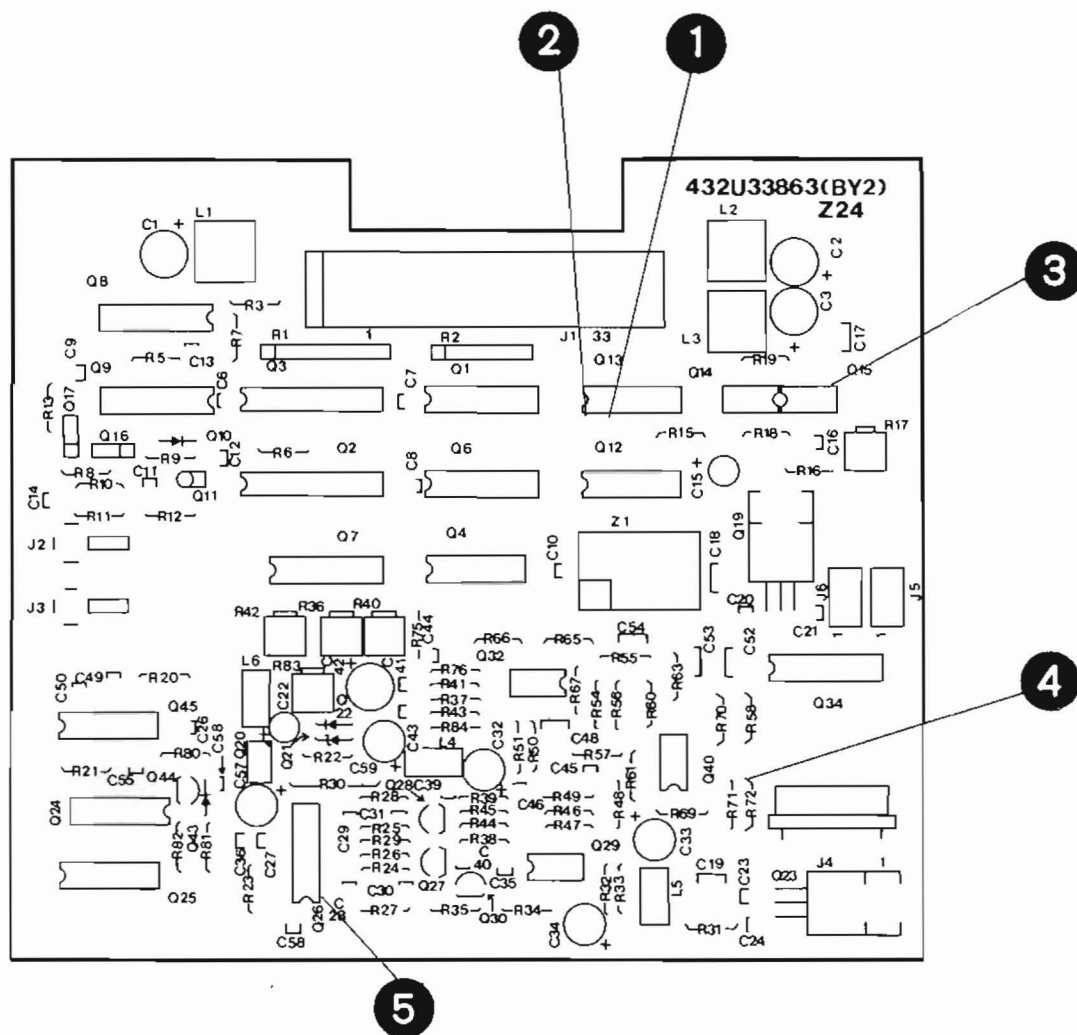 2 1
432U33863(BY2)
Z24
C1 + L1 L2 C2 +
3
Q8 R3 C3
R7 L3 +
R1 1 R2 J1 33 C17
C9 R5 C13 Q3 Q1 Q13 R19
Q9 C6 C7 Q14 Q15
R13 Q17
Q16 Q10 R15 R18 C16 R17
R9 C12 R6 Q2 C8 Q6 Q12 C15 +
R8 C11 R16
C14 R10 Q11
R11 R12 Q19
J2 Q7 Q4 C10 Z1 C18
J3 C20 J6 J5
R42 R36 R40 R75 C44 C54 C21 1 1
R66 R65 C53 C52
L6 R83 C42 C41 Q32 R55 R63
C50 C49 R20 C22 R76
R41 R67 R54 R56 R60
Q22 R37 R70 R58 Q34
Q45 C26 C58 R43
Q20 Q21 + R84 C32 R51 R50 C48
R80 R22 C43 L4 R57 4
R21 C55 Q44 C57 C59 + C45 R61 Q40
R30 Q28 C39 + C46
Q24 + R28 R39 R49 R48 R71 R72
C31 R45 R46 R69
Q43 C29 R25 R44 R47 +
R82 R81 R29 R38 Q29 C33
C36 C27 R26 C40 C19 C23 J4 1
R24 C35 Q23
Q25 R23 C30 Q27 R32 R33 L5
C28 R27 R35 Q30 R34
Q26 C34 + R31 C24
C58
5